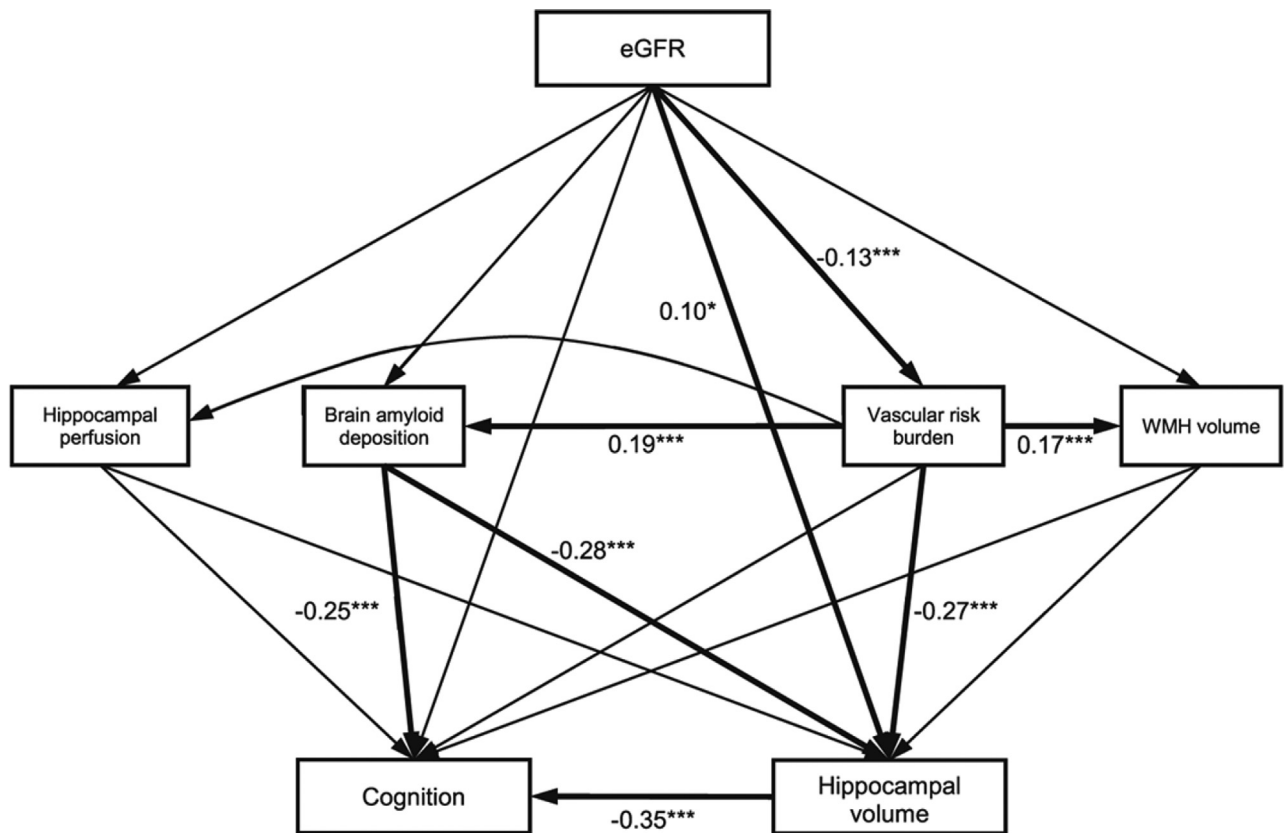 eGFR
-0.13***
0.10*
Hippocampal
perfusion
Brain amyloid
deposition
Vascular risk
burden
WMH volume
0.19***
0.17***
-0.28***
-0.25***
-0.27***
Cognition
Hippocampal
volume
-0.35***